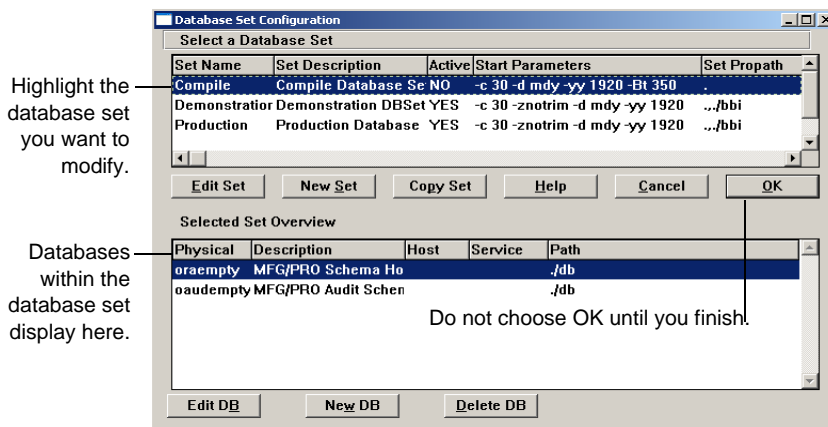 Database Set Configuration
Select a Database Set
Set Name Set Description Active Start Parameters Set Propath
Compile Compile Database Se NO -c 30 -d mdy -yy 1920 -Bt 350 .
Demonstration Demonstration DBSet YES -c 30 -znotrim -d mdy -yy 1920 .,./bbi
Production Production Database YES -c 30 -znotrim -d mdy -yy 1920 .,./bbi
Highlight the
database set
you want to
modify.
Edit Set New Set Copy Set Help Cancel OK
Selected Set Overview
Physical Description Host Service Path
oraempty MFG/PRO Schema Ho ./db
oaudempty MFG/PRO Audit Schen ./db
Databases
within the
database set
display here.
Do not choose OK until you finish.
Edit DB New DB Delete DB